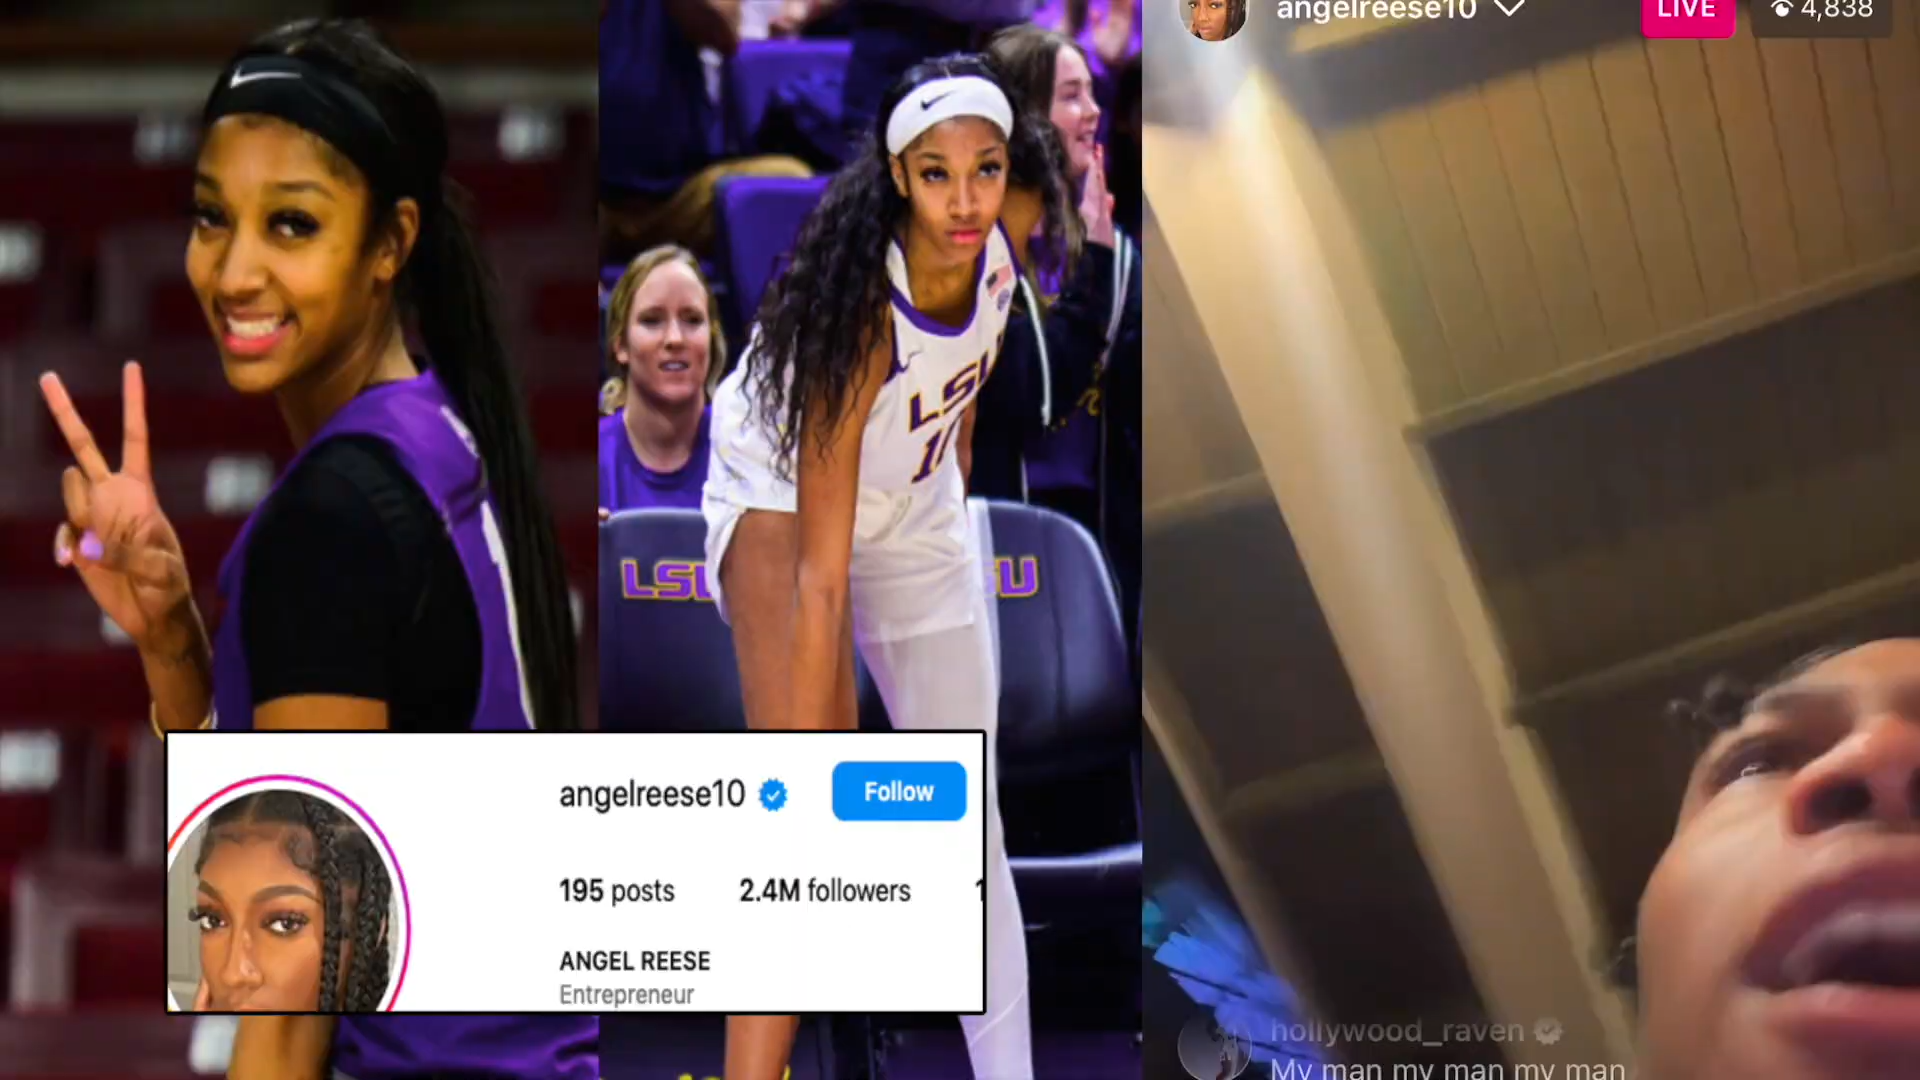 angelreese10
LIVE
4,838
LSU
10
LSU
angelreese10
Follow
195 posts
2.4M followers
ANGEL REESE
Entrepreneur
hollywood_raven
My man my man my man